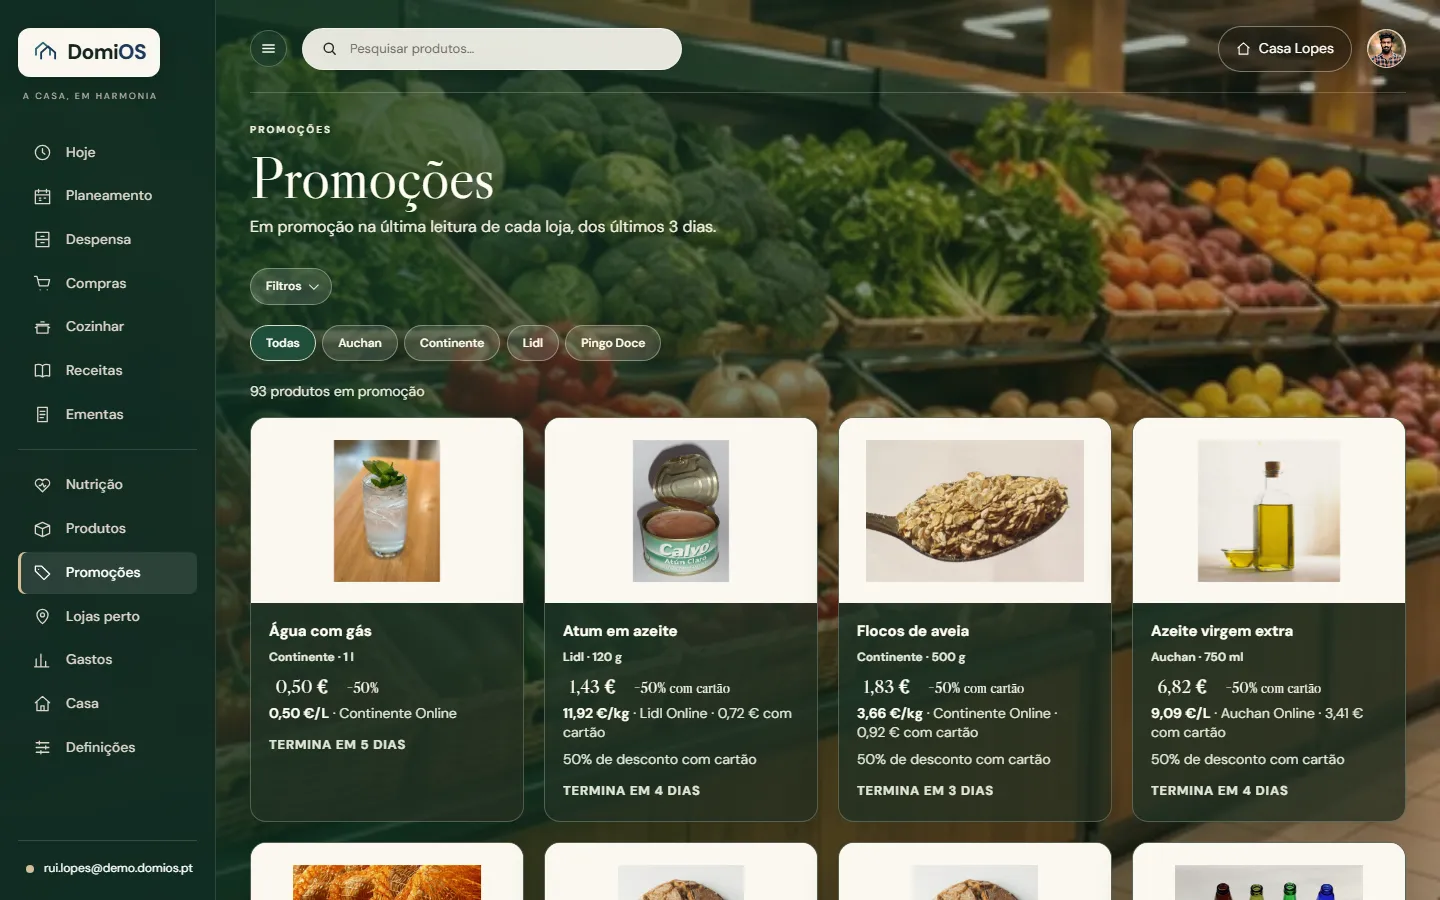 DomiOS
A CASA, EM HARMONIA
Hoje
Planeamento
Despensa
Compras
Cozinhar
Receitas
Ementas
Nutrição
Produtos
Promoções
Lojas perto
Gastos
Casa
Definições
rui.lopes@demo.domios.pt
Pesquisar produtos...
Casa Lopes
PROMOÇÕES
Promoções
Em promoção na última leitura de cada loja, dos últimos 3 dias.
Filtros
Todas
Auchan
Continente
Lidl
Pingo Doce
93 produtos em promoção
Água com gás
Continente · 1 l
0,50 € -50%
0,50 €/L · Continente Online
TERMINA EM 5 DIAS
Calvo
Atún Claro
Atum em azeite
Lidl · 120 g
1,43 € -50% com cartão
11,92 €/kg · Lidl Online · 0,72 € com
cartão
50% de desconto com cartão
TERMINA EM 4 DIAS
Flocos de aveia
Continente · 500 g
1,83 € -50% com cartão
3,66 €/kg · Continente Online ·
0,92 € com cartão
50% de desconto com cartão
TERMINA EM 3 DIAS
Azeite virgem extra
Auchan · 750 ml
6,82 € -50% com cartão
9,09 €/L · Auchan Online · 3,41 €
com cartão
50% de desconto com cartão
TERMINA EM 4 DIAS